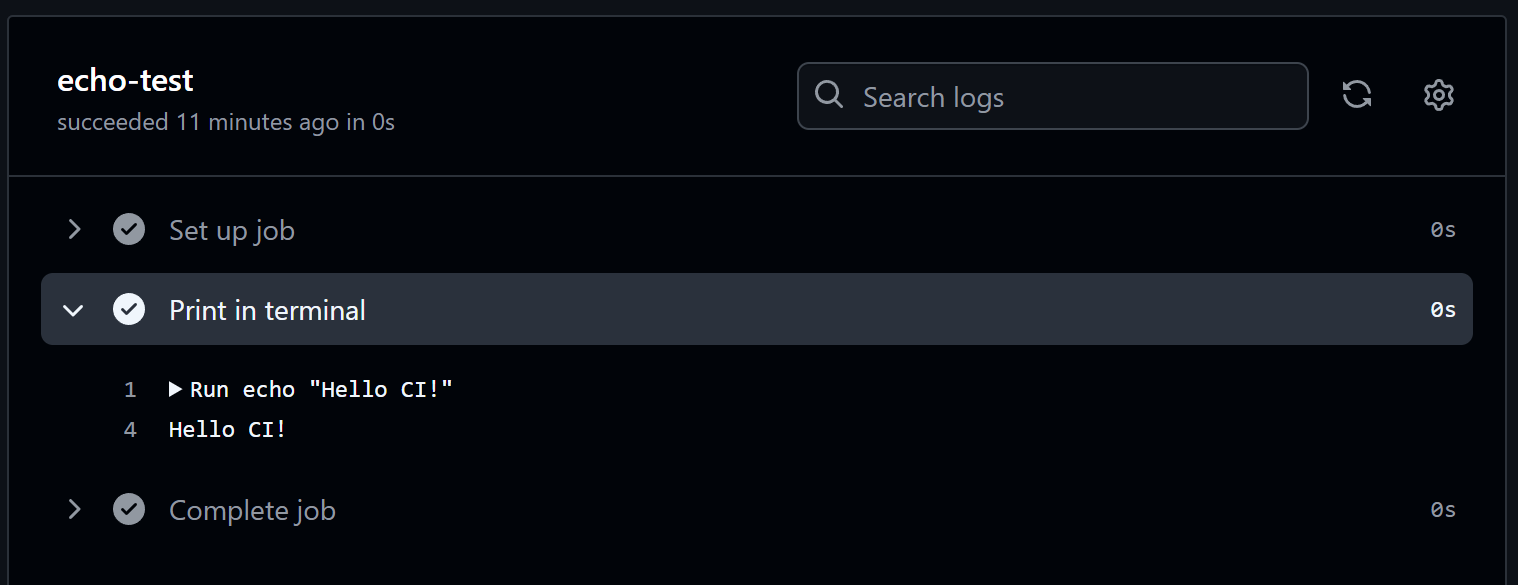 echo-test
succeeded 11 minutes ago in 0s
Search logs
Set up job 0s
Print in terminal 0s
1 Run echo "Hello CI!"
4 Hello CI!
Complete job 0s